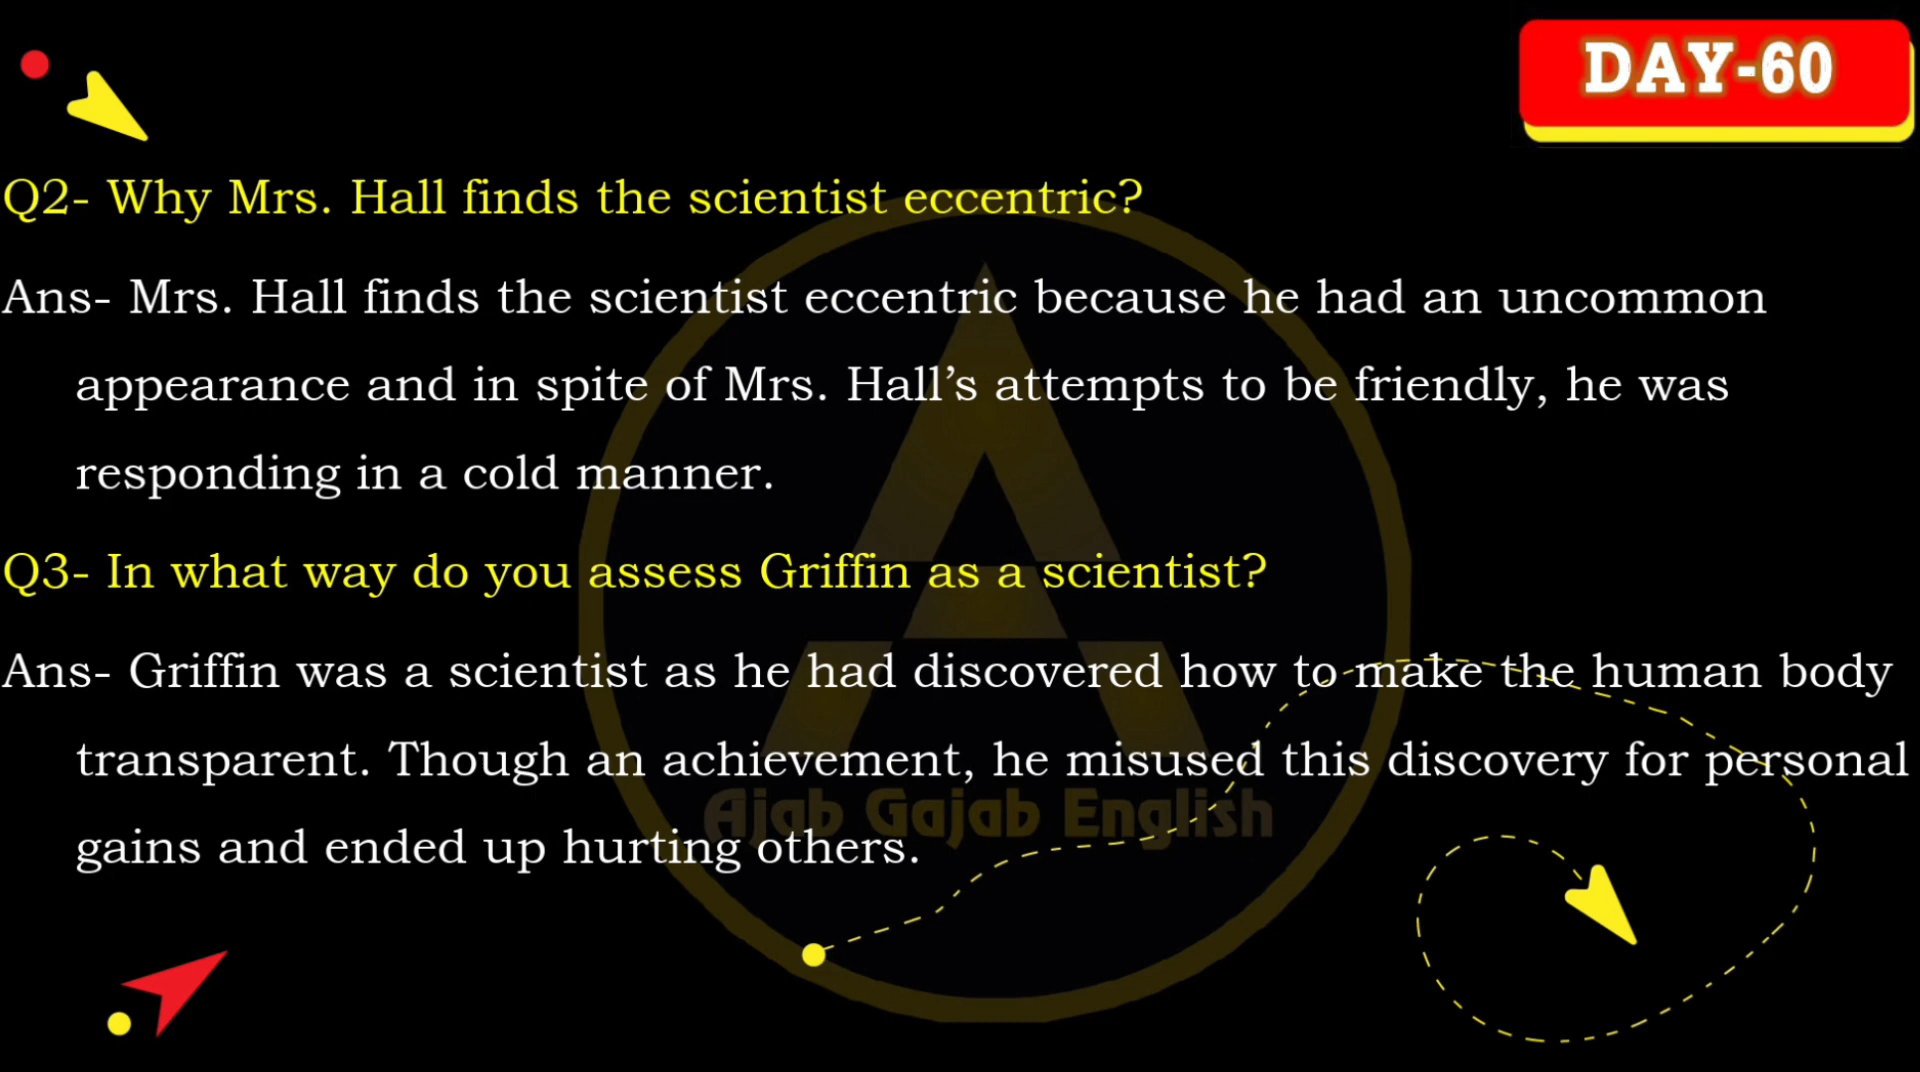 DAY-60
Q2- Why Mrs. Hall finds the scientist eccentric?
Ans- Mrs. Hall finds the scientist eccentric because he had an uncommon
appearance and in spite of Mrs. Hall’s attempts to be friendly, he was
responding in a cold manner.
Q3- In what way do you assess Griffin as a scientist?
Ans- Griffin was a scientist as he had discovered how to make the human body
transparent. Though an achievement, he misused this discovery for personal
Ajab Gajab English
gains and ended up hurting others.